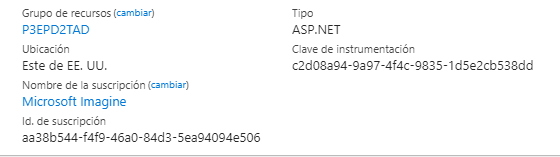 Grupo de recursos (cambiar)
P3EPD2TAD
Ubicación
Este de EE. UU.
Nombre de la suscripción (cambiar)
Microsoft Imagine
Id. de suscripción
aa38b544-f4f9-46a0-84d3-5ea94094e506
Tipo
ASP.NET
Clave de instrumentación
c2d08a94-9a97-4f4c-9835-1d5e2cb538dd